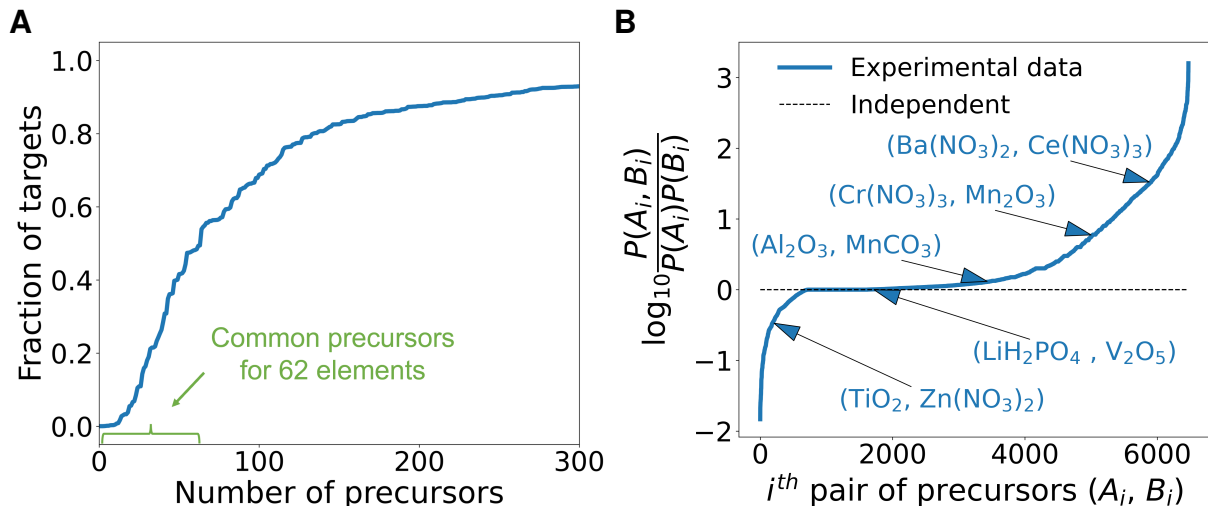 A
Fraction of targets
1.0
0.8
0.6
0.4
0.2
0.0
Common precursors
for 62 elements
0
100
200
300
Number of precursors
B
log₁₀ P(Aᵢ, Bᵢ) / P(Aᵢ)P(Bᵢ)
3
2
1
0
−1
−2
Experimental data
Independent
(Ba(NO₃)₂, Ce(NO₃)₃)
(Cr(NO₃)₃, Mn₂O₃)
(Al₂O₃, MnCO₃)
(LiH₂PO₄ , V₂O₅)
(TiO₂, Zn(NO₃)₂)
0
2000
4000
6000
iᵗʰ pair of precursors (Aᵢ, Bᵢ)